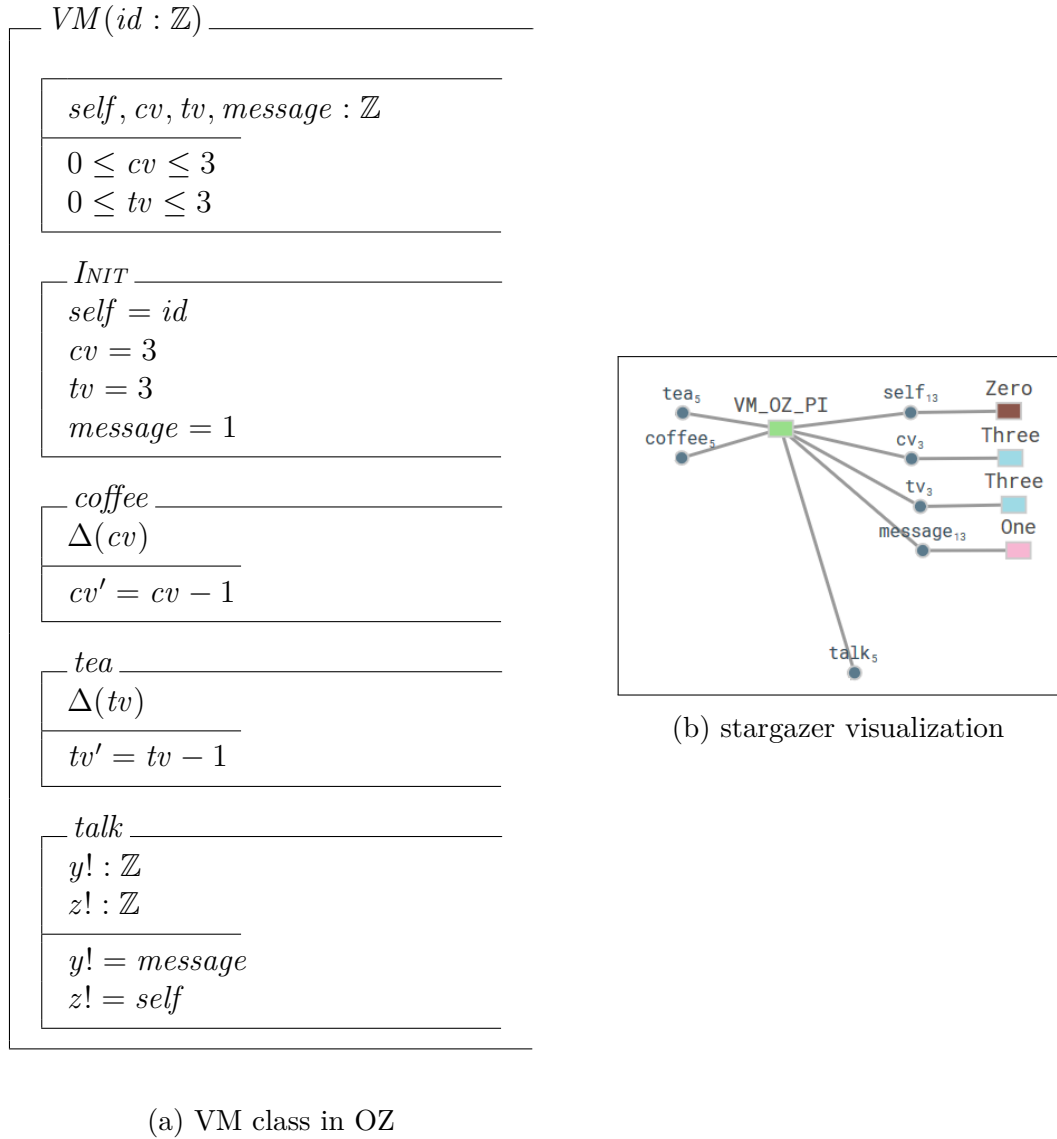 VM(id : ℤ)
self, cv, tv, message : ℤ
0 ≤ cv ≤ 3
0 ≤ tv ≤ 3
INIT
self = id
cv = 3
tv = 3
message = 1
coffee
Δ(cv)
cv′ = cv − 1
tea
Δ(tv)
tv′ = tv − 1
talk
y! : ℤ
z! : ℤ
y! = message
z! = self
(a) VM class in OZ
tea₅
VM_OZ_PI
self₁₃
Zero
coffee₅
cv₃
Three
tv₃
Three
message₁₃
One
talk₅
(b) stargazer visualization